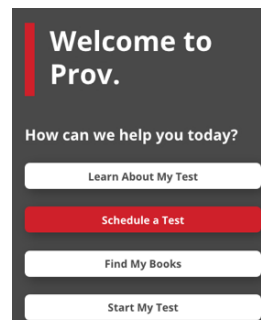 Welcome to
Prov.
How can we help you today?
Learn About My Test
Schedule a Test
Find My Books
Start My Test